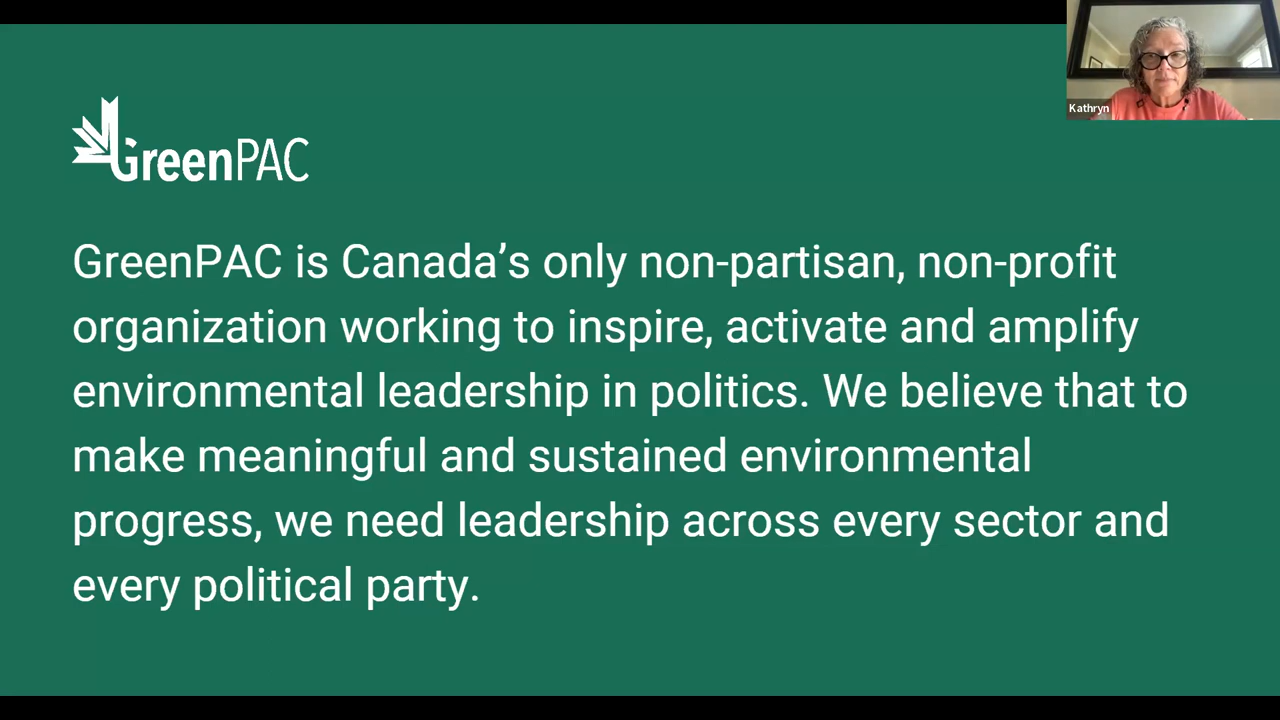 Kathryn
GreenPAC
GreenPAC is Canada’s only non-partisan, non-profit
organization working to inspire, activate and amplify
environmental leadership in politics. We believe that to
make meaningful and sustained environmental
progress, we need leadership across every sector and
every political party.